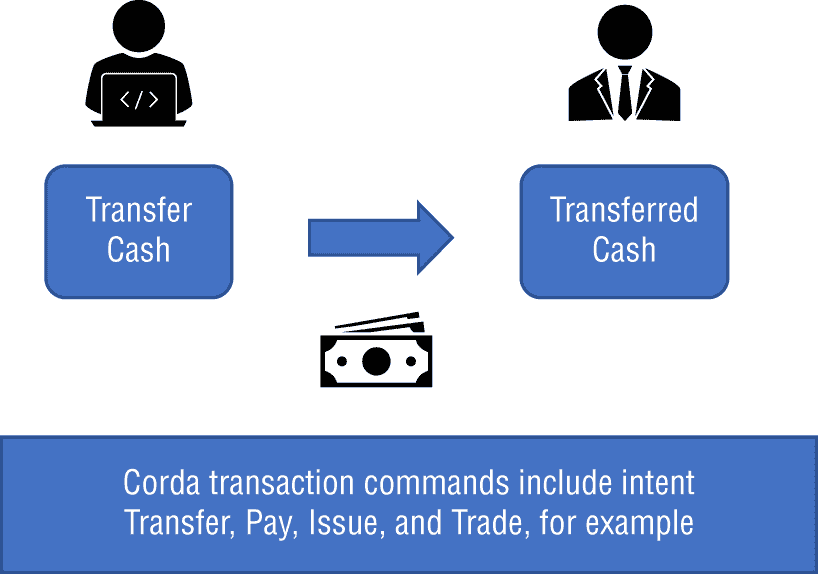 </>
Transfer
Cash
Transferred
Cash
Corda transaction commands include intent
Transfer, Pay, Issue, and Trade, for example